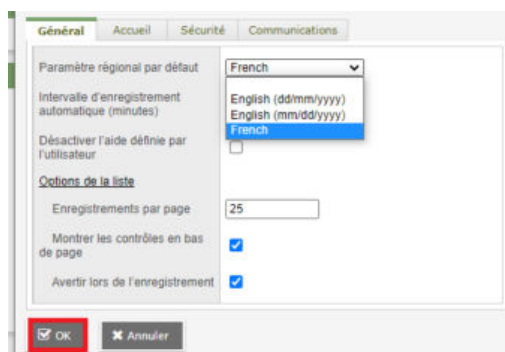 Général Accueil Sécurité Communications
Paramètre régional par défaut French
English (dd/mm/yyyy)
English (mm/dd/yyyy)
French
Intervalle d'enregistrement
automatique (minutes)
Désactiver l'aide définie par
l'utilisateur
Options de la liste
Enregistrements par page 25
Montrer les contrôles en bas
de page
Avertir lors de l'enregistrement
OK Annuler